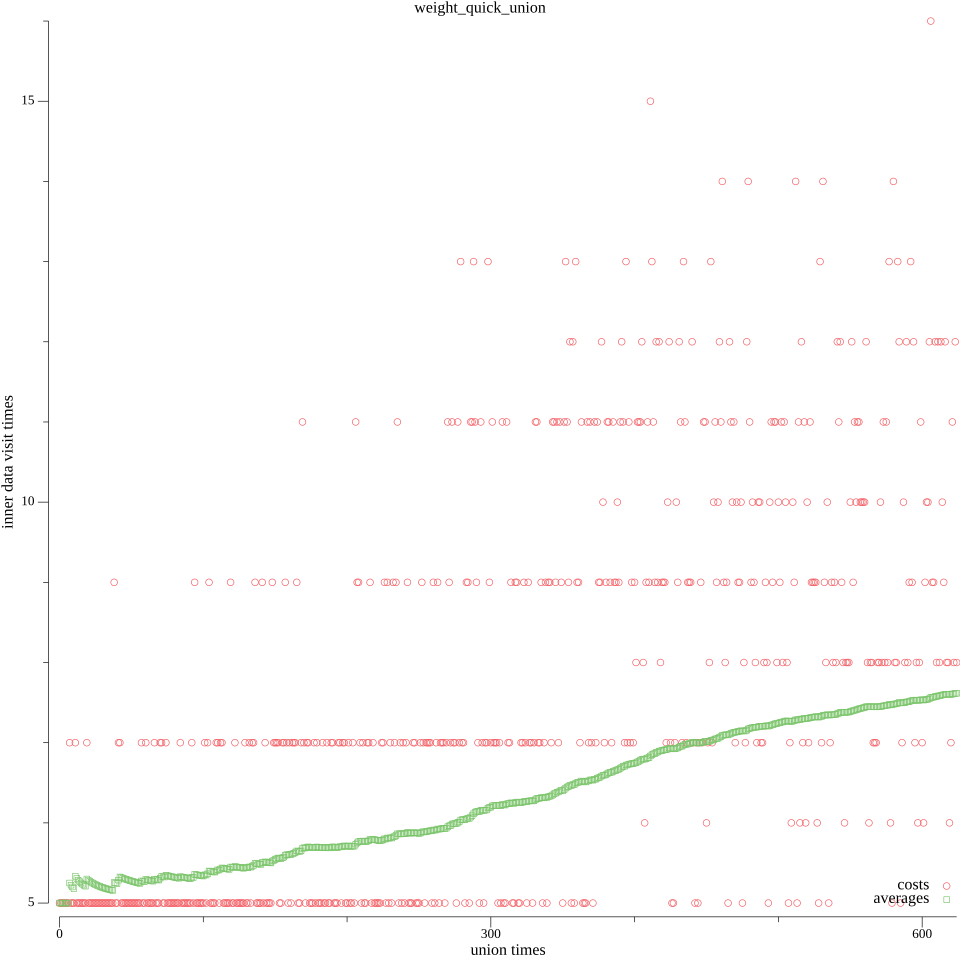 weight_quick_union
15
10
5
inner data visit times
0
300
600
union times
costs
averages